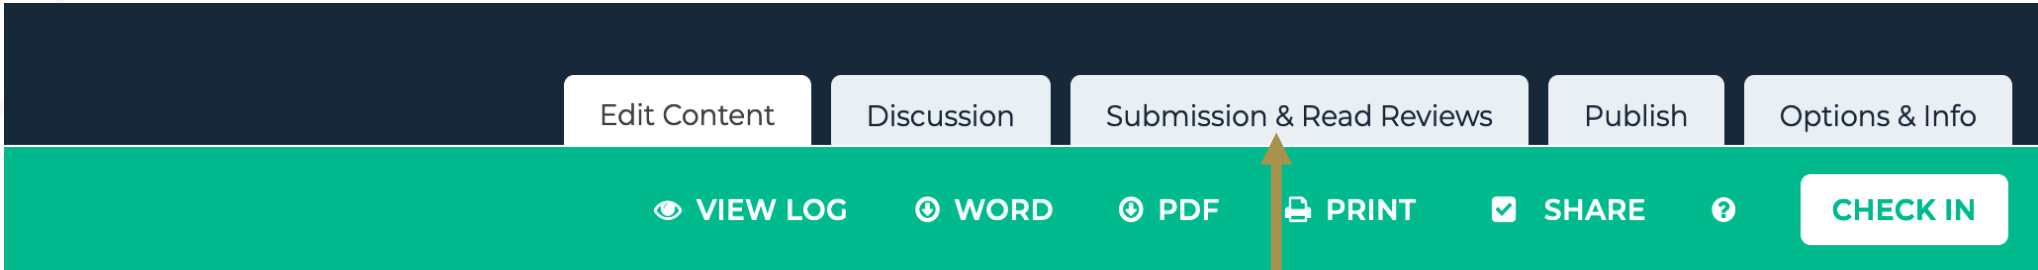 Edit Content Discussion Submission & Read Reviews Publish Options & Info
VIEW LOG WORD PDF PRINT SHARE ? CHECK IN